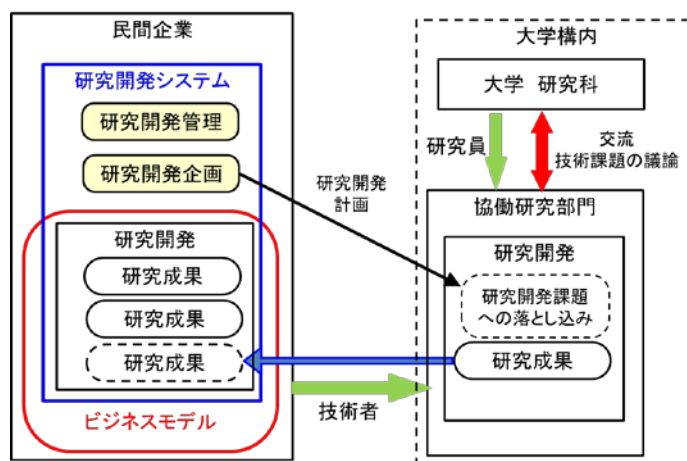 民間企業
研究開発システム
研究開発管理
研究開発企画
研究開発
研究成果
研究成果
研究成果
ビジネスモデル
研究開発
計画
技術者
大学構内
大学 研究科
研究員
交流
技術課題の議論
協働研究部門
研究開発
研究開発課題
への落とし込み
研究成果